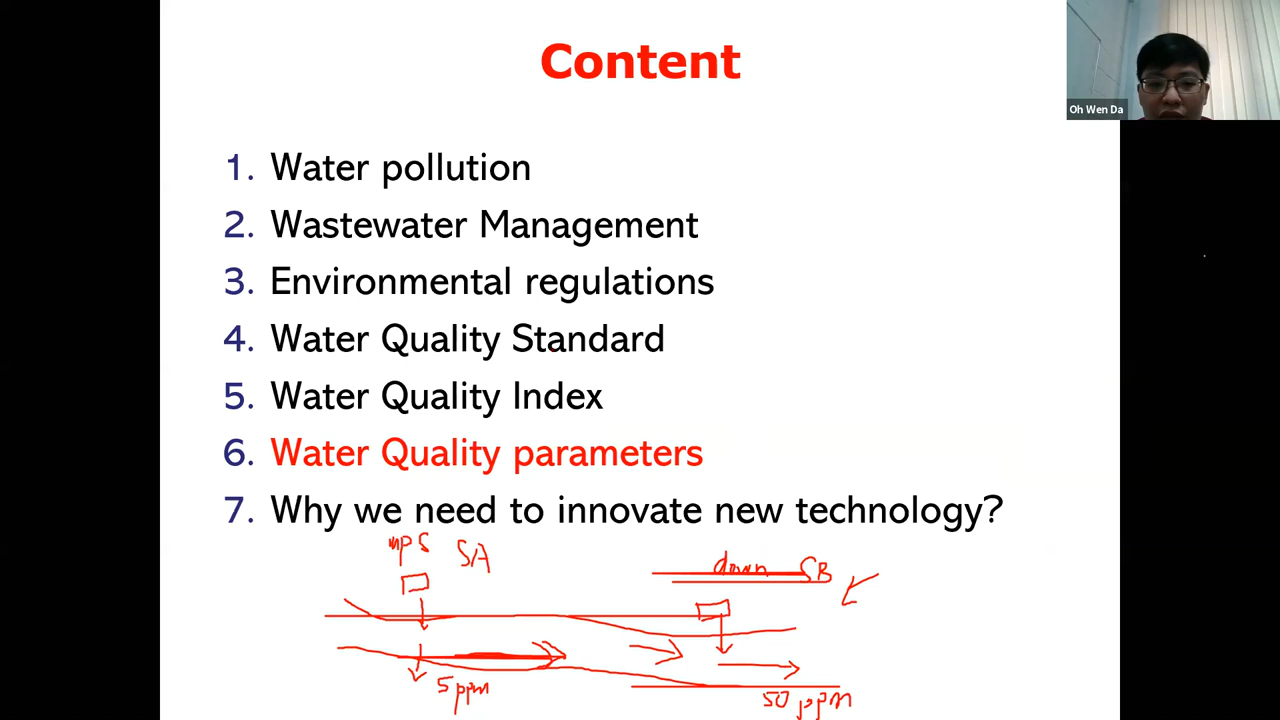 Content
Oh Wen Da
1. Water pollution
2. Wastewater Management
3. Environmental regulations
4. Water Quality Standard
5. Water Quality Index
6. Water Quality parameters
7. Why we need to innovate new technology?
SA
down SB
5 ppm
50 ppm